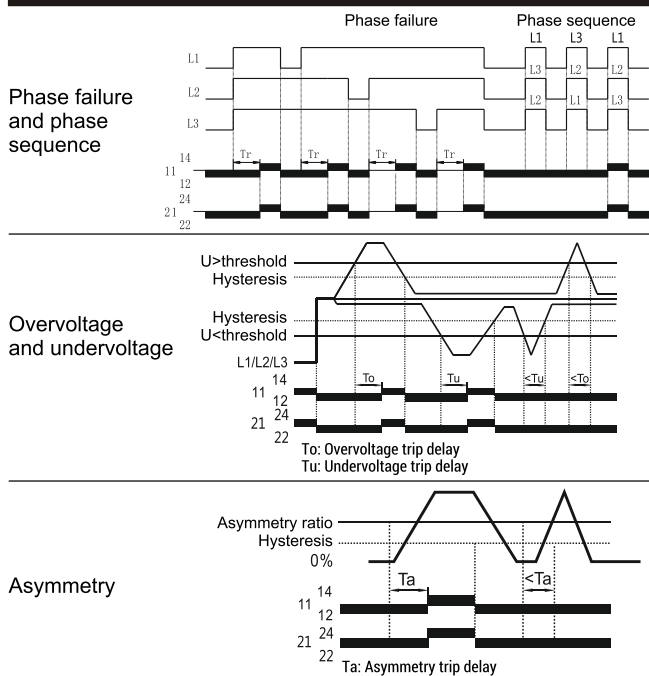 Phase failure
Phase sequence
L1 L3 L1
L1
L3 L2 L2
L2
L2 L1 L3
L3
Phase failure
and phase
sequence
Tr Tr Tr Tr
14
11
12
24
21
22
U>threshold
Hysteresis
Hysteresis
U<threshold
Overvoltage
and undervoltage
L1/L2/L3
To Tu <Tu <To
14
11
12
24
21
22
To: Overvoltage trip delay
Tu: Undervoltage trip delay
Asymmetry ratio
Hysteresis
0%
Asymmetry
Ta <Ta
14
11
12
24
21
22
Ta: Asymmetry trip delay